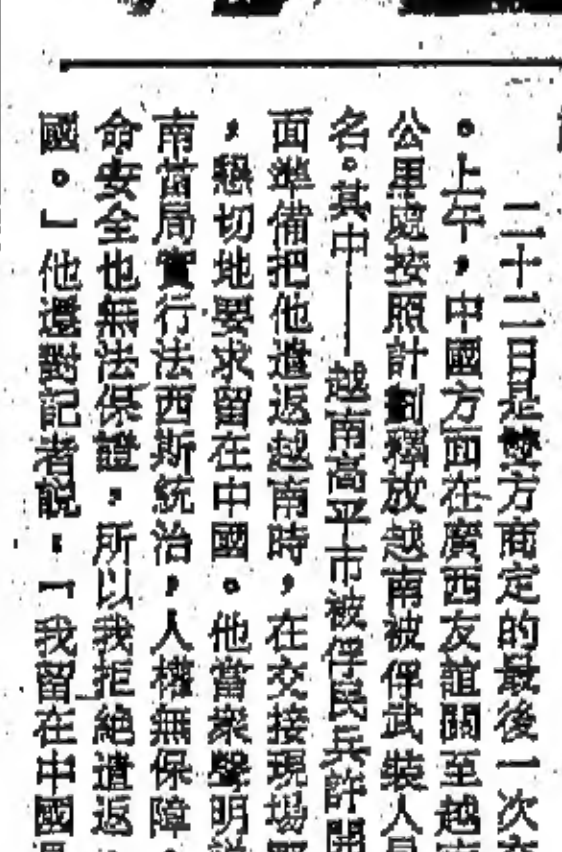 二十二日是雙方商定的最後一次
。上午，中國方面在廣西友誼關至越南
公里處按照計劃釋放越南被俘武裝人員
名。其中——越南高平市被俘民兵許開
面準備把他遣返越南時，在交接現場
，懇切地要求留在中國。他當衆聲明說
南當局實行法西斯統治，人權無保障，
命安全也無法保證，所以我拒絕遣返
國。」他還對記者說：「我留在中國